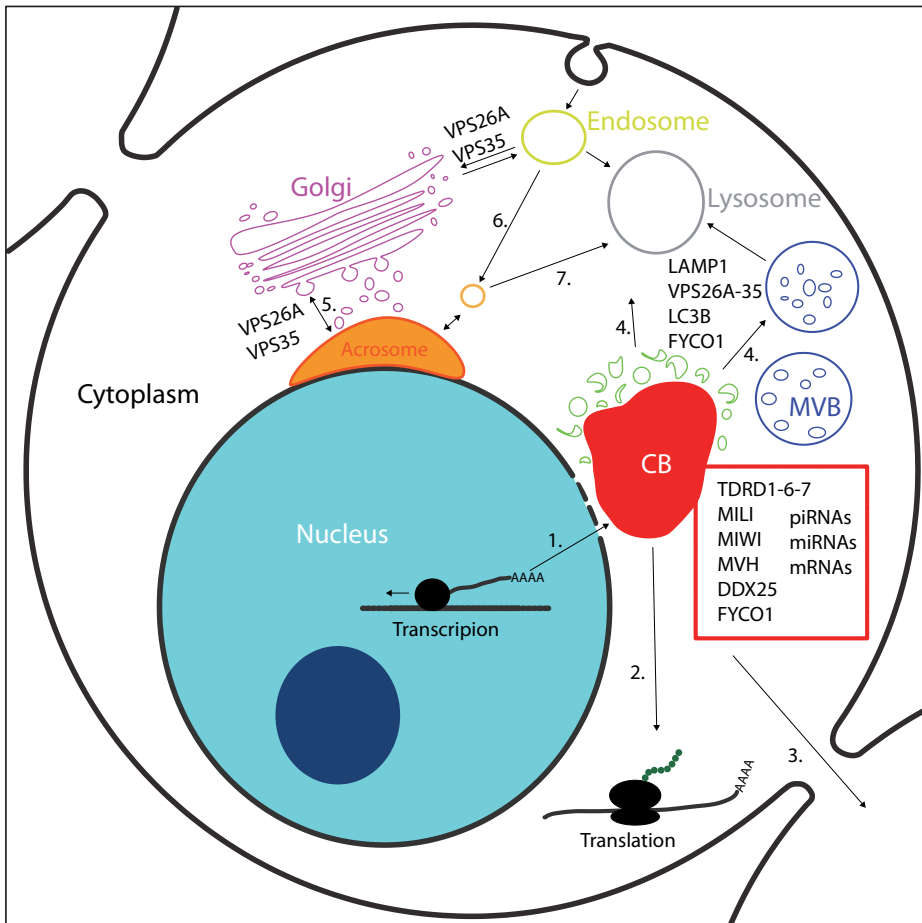 VPS26A
VPS35
Endosome
Golgi
Lysosome
6.
7.
LAMP1
VPS26A-35
LC3B
FYCO1
VPS26A
VPS35
5.
4.
4.
Acrosome
Cytoplasm
MVB
CB
Nucleus
1.
AAAA
Transcripion
TDRD1-6-7
MILI piRNAs
MIWI miRNAs
MVH mRNAs
DDX25
FYCO1
2.
3.
AAAA
Translation